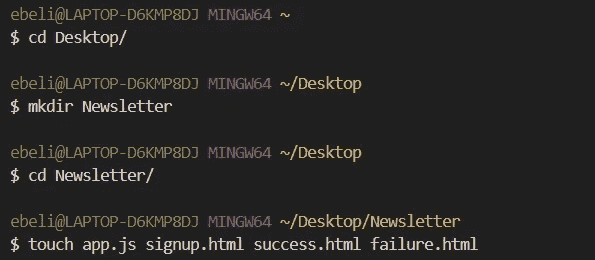 ebeli@LAPTOP-D6KMP8DJ MINGW64 ~
$ cd Desktop/
ebeli@LAPTOP-D6KMP8DJ MINGW64 ~/Desktop
$ mkdir Newsletter
ebeli@LAPTOP-D6KMP8DJ MINGW64 ~/Desktop
$ cd Newsletter/
ebeli@LAPTOP-D6KMP8DJ MINGW64 ~/Desktop/Newsletter
$ touch app.js signup.html success.html failure.html